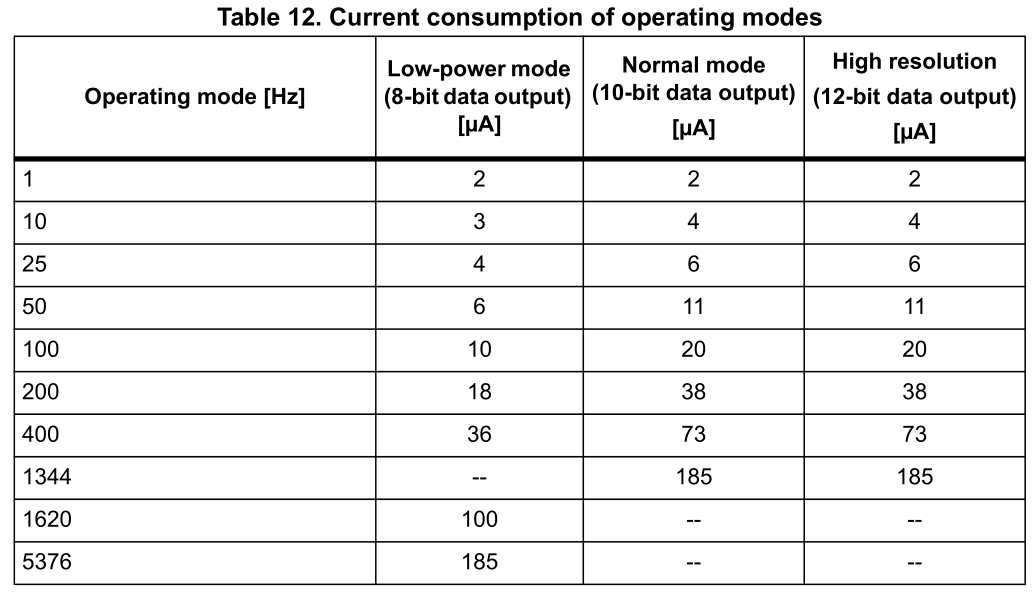 Table 12. Current consumption of operating modes
Operating mode [Hz] Low-power mode (8-bit data output) [µA] Normal mode (10-bit data output) [µA] High resolution (12-bit data output) [µA]
1 2 2 2
10 3 4 4
25 4 6 6
50 6 11 11
100 10 20 20
200 18 38 38
400 36 73 73
1344 -- 185 185
1620 100 -- --
5376 185 -- --